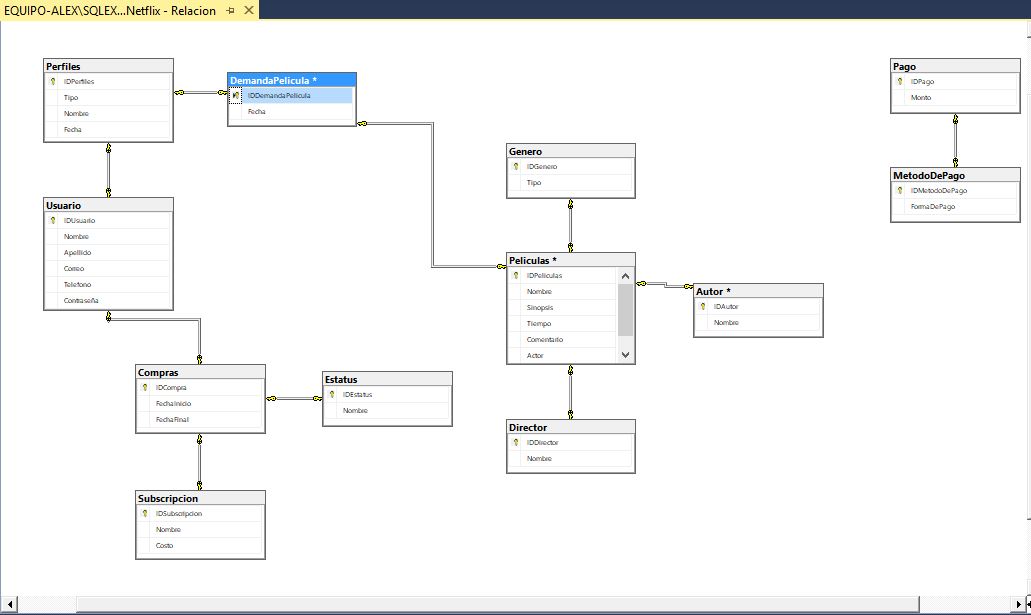 EQUIPO-ALEX\SQLEX...Netflix - Relacion
Perfiles
IDPerfiles
Tipo
Nombre
Fecha
DemandaPelicula *
IDDemandaPelicula
Fecha
Pago
IDPago
Monto
Genero
IDGenero
Tipo
MetodoDePago
IDMetodoDePago
FormaDePago
Usuario
IDUsuario
Nombre
Apellido
Correo
Telefono
Contraseña
Peliculas *
IDPeliculas
Nombre
Sinopsis
Tiempo
Comentario
Actor
Autor *
IDAutor
Nombre
Compras
IDCompra
FechaInicio
FechaFinal
Estatus
IDEstatus
Nombre
Director
IDDirector
Nombre
Subscripcion
IDSubscripcion
Nombre
Costo